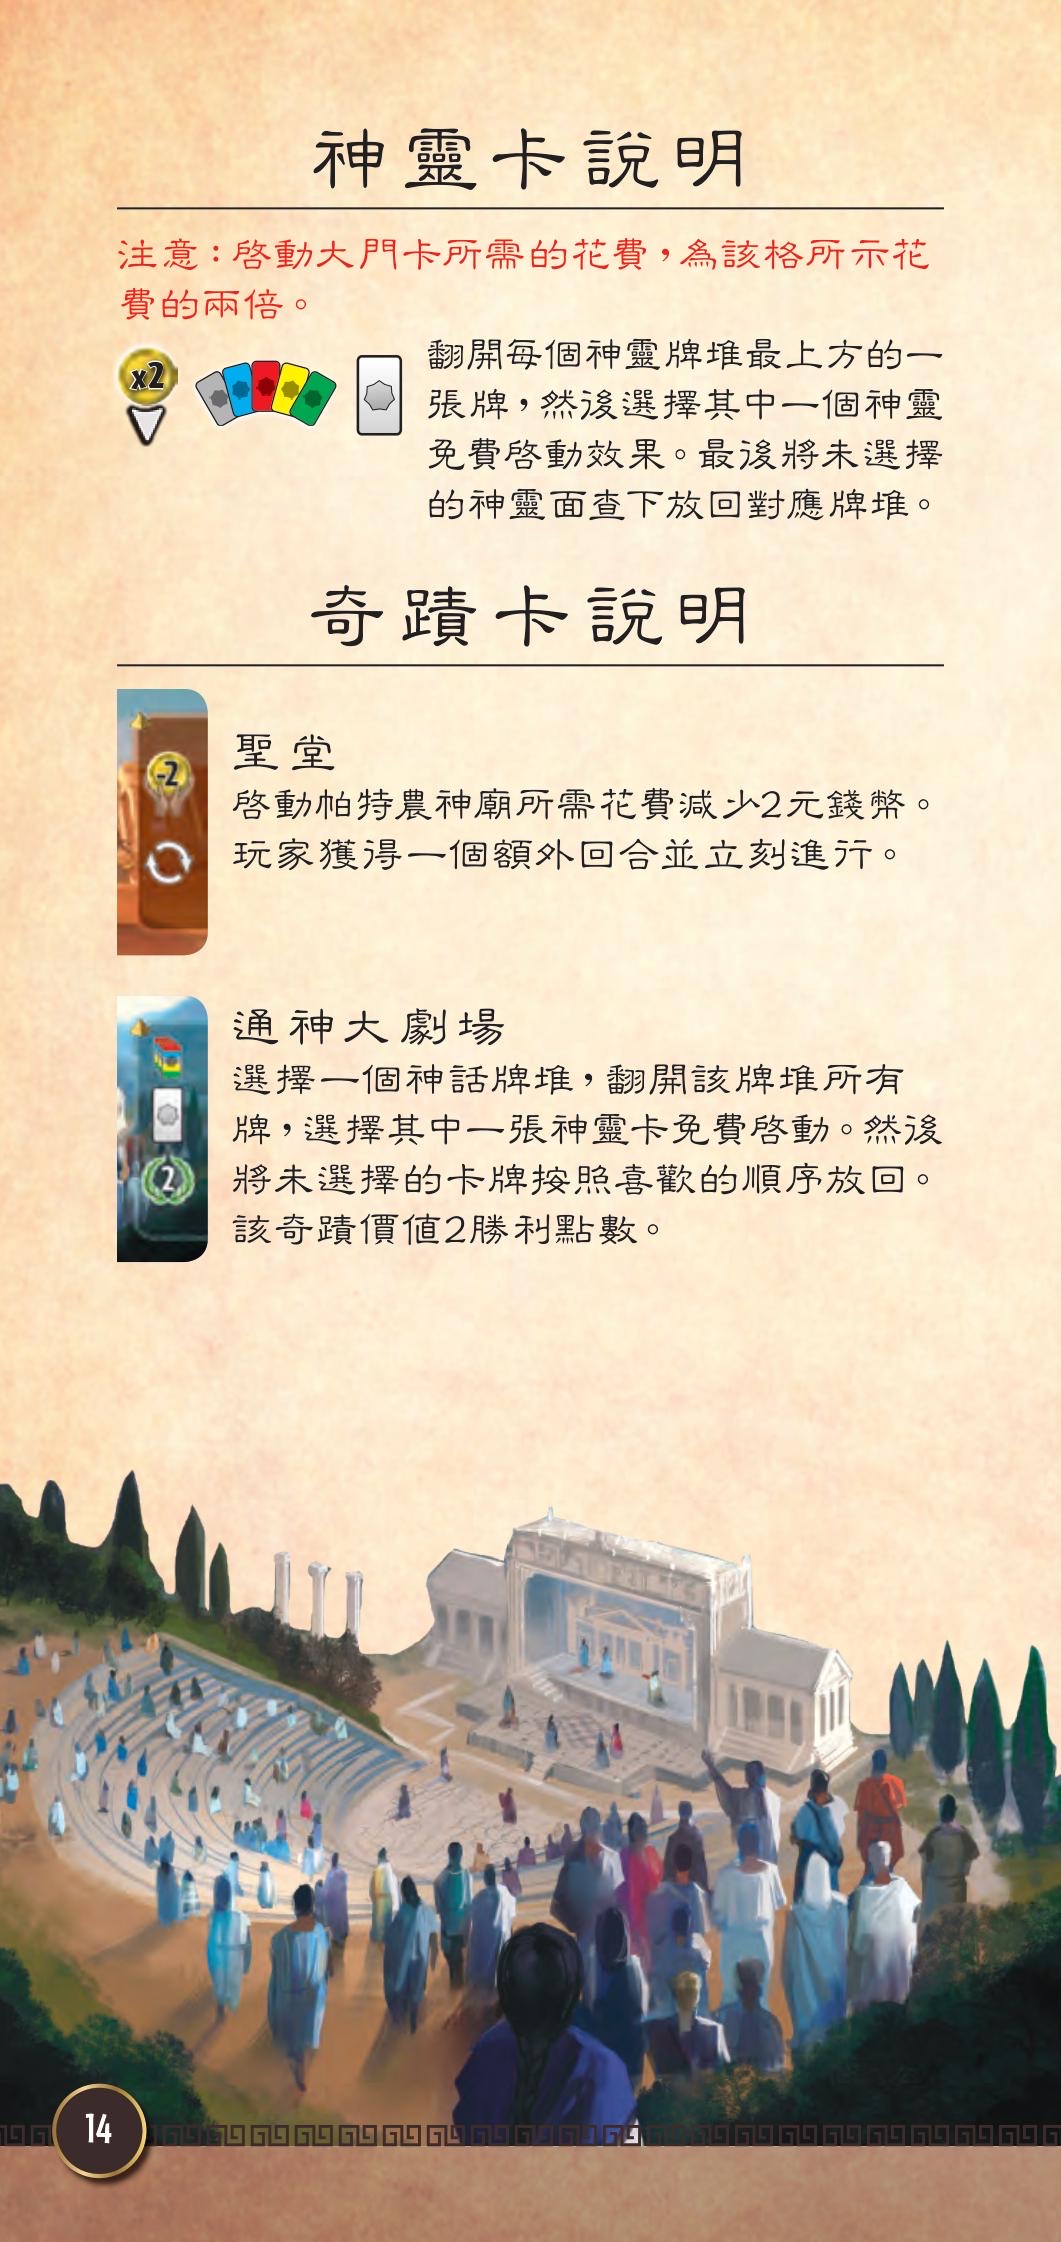 神靈卡說明
注意：啓動大門卡所需的花費，為該格所示花
費的兩倍。
x2
翻開每個神靈牌堆最上方的一
張牌，然後選擇其中一個神靈
免費啓動效果。最後將未選擇
的神靈面查下放回對應牌堆。
奇蹟卡說明
-2
聖堂
啓動帕特農神廟所需花費減少2元錢幣。
玩家獲得一個額外回合並立刻進行。
2
通神大劇場
選擇一個神話牌堆，翻開該牌堆所有
牌，選擇其中一張神靈卡免費啓動。然後
將未選擇的卡牌按照喜歡的順序放回。
該奇蹟價值2勝利點數。
14